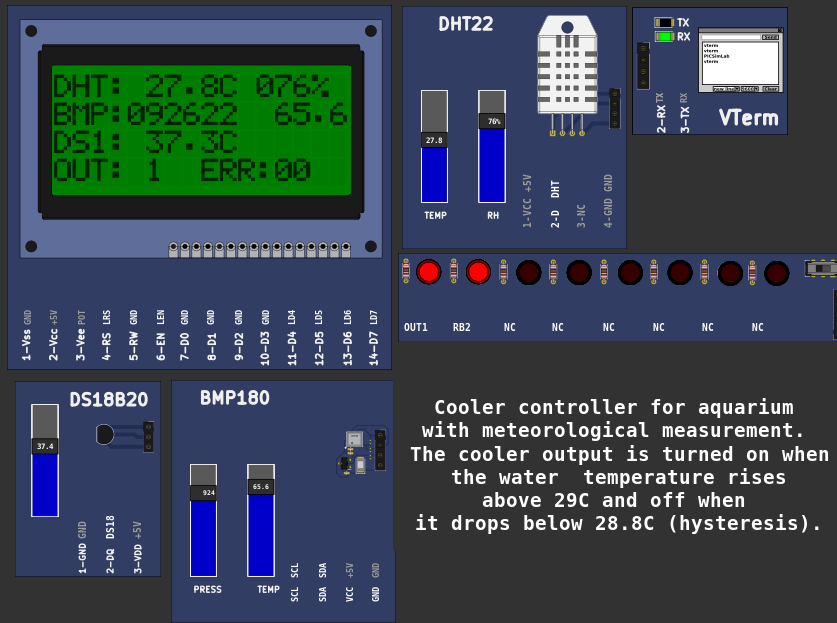 DHT: 27.8C 076%
BMP:092622 65.6
DS1: 37.3C
OUT: 1 ERR:00
1-Vss GND
2-Vcc +5V
3-Vee POT
4-RS LRS
5-RW GND
6-EN LEN
7-D0 GND
8-D1 GND
9-D2 GND
10-D3 GND
11-D4 LD4
12-D5 LD5
13-D6 LD6
14-D7 LD7
DHT22
27.8
76%
TEMP
RH
1-VCC +5V
2-D DHT
3-NC
4-GND GND
TX
RX
Send
vterm
vterm
PICSimLab
vterm
Clear
2-RX TX
3-TX RX
VTerm
OUT1
RB2
NC
NC
NC
NC
NC
NC
DS18B20
37.4
1-GND GND
2-DQ DS18
3-VDD +5V
BMP180
924
65.6
PRESS
TEMP
SCL SCL
SDA SDA
VCC +5V
GND GND
Cooler controller for aquarium
with meteorological measurement.
The cooler output is turned on when
the water temperature rises
above 29C and off when
it drops below 28.8C (hysteresis).